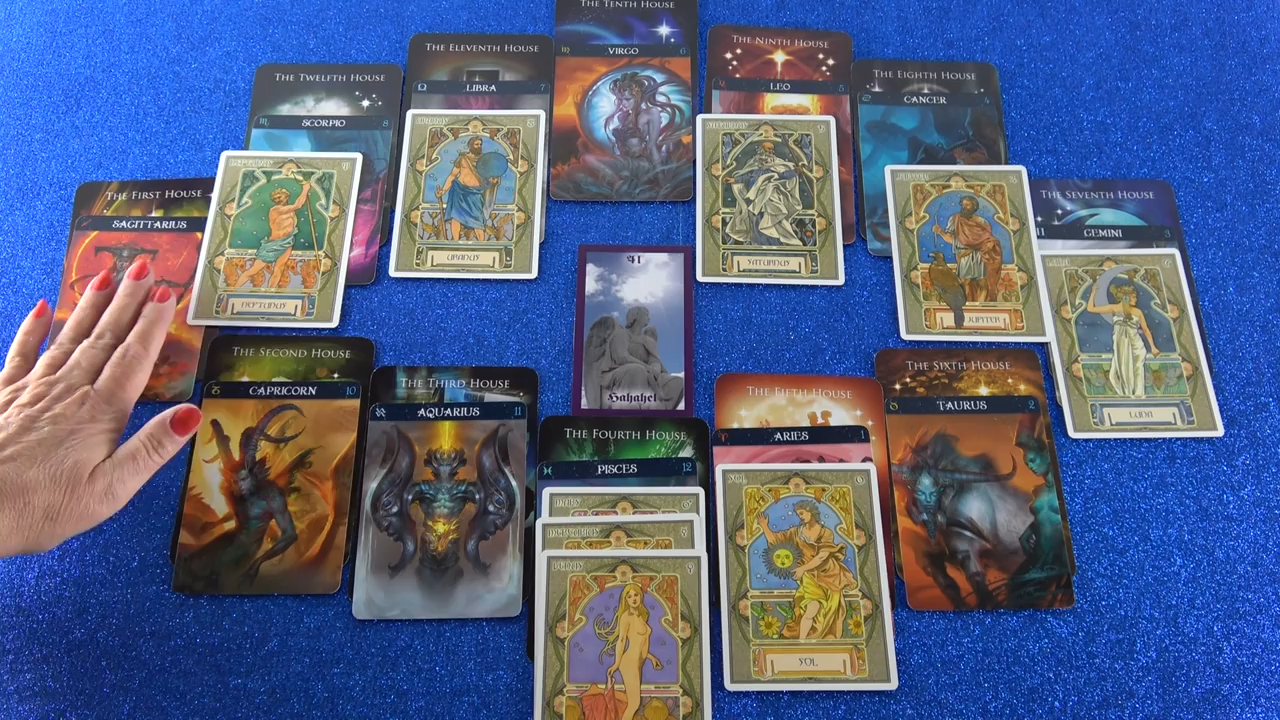 THE TENTH HOUSE
♍ VIRGO 6
THE ELEVENTH HOUSE
♎ LIBRA 7
URANUS
THE NINTH HOUSE
LEO 5
SATURNUS
THE EIGHTH HOUSE
♋ CANCER 4
JUPITER
THE TWELFTH HOUSE
♏ SCORPIO 8
NEPTUNUS
THE FIRST HOUSE
SAGITTARIUS
THE SEVENTH HOUSE
GEMINI 3
LUNA
41
Hahahel
THE SECOND HOUSE
♑ CAPRICORN 10
THE THIRD HOUSE
♒ AQUARIUS 11
THE FOURTH HOUSE
♓ PISCES 12
MARS ♂
MERCURIUS ☿
VENUS ♀
THE FIFTH HOUSE
♈ ARIES 1
SOL
SOL
THE SIXTH HOUSE
♉ TAURUS 2